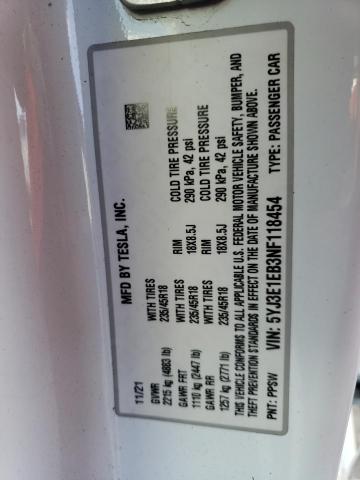 MFD BY TESLA, INC.
11/21
GVWR WITH TIRES RIM COLD TIRE PRESSURE
2215 kg (4883 lb) 235/45R18 18X8.5J 290 kPa, 42 psi
GAWR FRT WITH TIRES RIM COLD TIRE PRESSURE
1110 kg (2447 lb) 235/45R18 18X8.5J 290 kPa, 42 psi
GAWR RR
1257 kg (2771 lb) 235/45R18
THIS VEHICLE CONFORMS TO ALL APPLICABLE U.S. FEDERAL MOTOR VEHICLE SAFETY, BUMPER, AND
THEFT PREVENTION STANDARDS IN EFFECT ON THE DATE OF MANUFACTURE SHOWN ABOVE.
PNT: PPSW VIN: 5YJ3E1EB3NF118454 TYPE: PASSENGER CAR